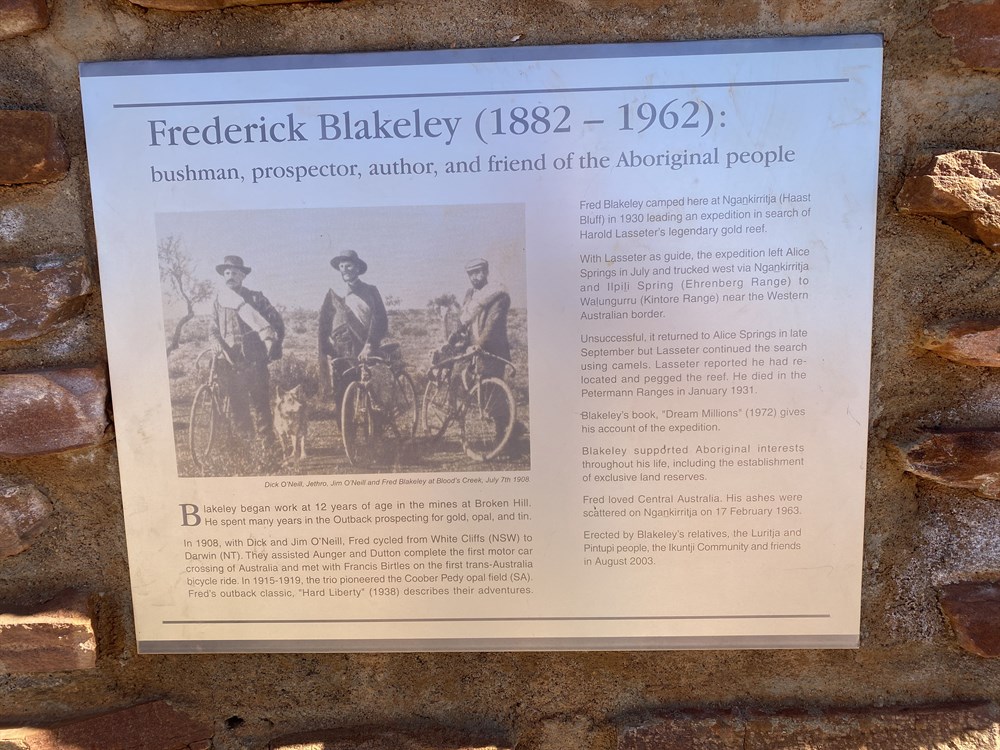 Frederick Blakeley (1882 – 1962):
bushman, prospector, author, and friend of the Aboriginal people
Dick O'Neill, Jethro, Jim O'Neill and Fred Blakeley at Blood's Creek, July 7th 1908
Blakeley began work at 12 years of age in the mines at Broken Hill.
He spent many years in the Outback prospecting for gold, opal, and tin.
In 1908, with Dick and Jim O'Neill, Fred cycled from White Cliffs (NSW) to
Darwin (NT). They assisted Aunger and Dutton complete the first motor car
crossing of Australia and met with Francis Birtles on the first trans-Australia
bicycle ride. In 1915-1919, the trio pioneered the Coober Pedy opal field (SA).
Fred's outback classic, "Hard Liberty" (1938) describes their adventures.
Fred Blakeley camped here at Ngaṉkirritja (Haast
Bluff) in 1930 leading an expedition in search of
Harold Lasseter's legendary gold reef.
With Lasseter as guide, the expedition left Alice
Springs in July and trucked west via Ngaṉkirritja
and Ilpiḻi Spring (Ehrenberg Range) to
Walungurru (Kintore Range) near the Western
Australian border.
Unsuccessful, it returned to Alice Springs in late
September but Lasseter continued the search
using camels. Lasseter reported he had re-
located and pegged the reef. He died in the
Petermann Ranges in January 1931.
Blakeley's book, "Dream Millions" (1972) gives
his account of the expedition.
Blakeley supported Aboriginal interests
throughout his life, including the establishment
of exclusive land reserves.
Fred loved Central Australia. His ashes were
scattered on Ngaṉkirritja on 17 February 1963.
Erected by Blakeley's relatives, the Luritja and
Pintupi people, the Ikuntji Community and friends
in August 2003.